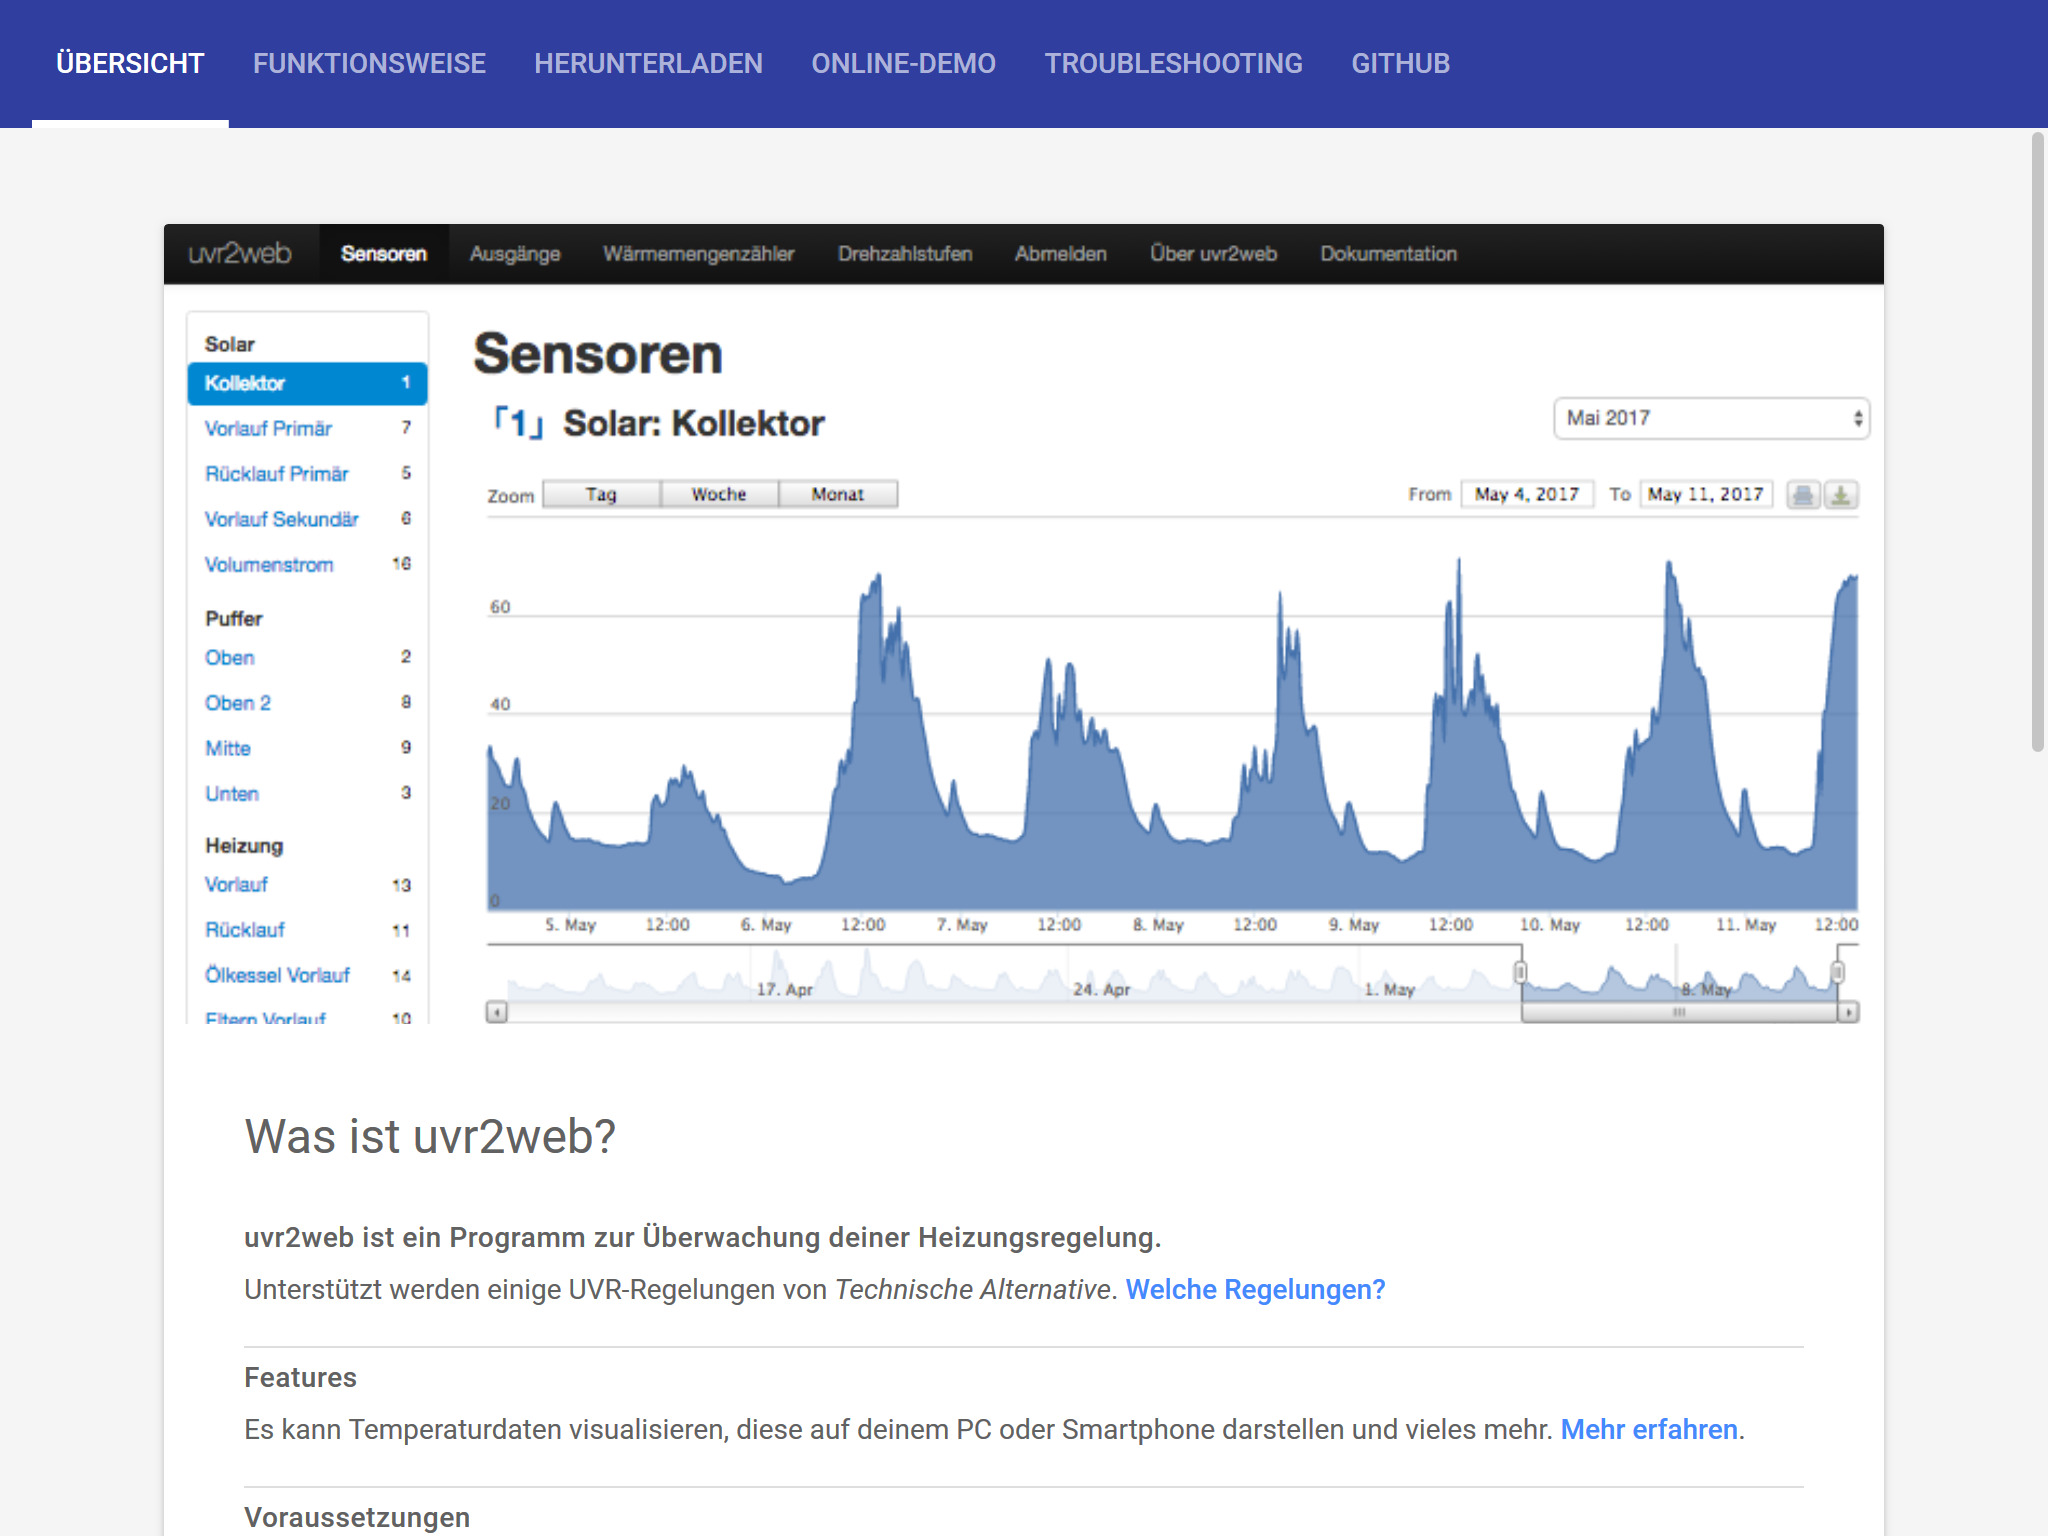 ÜBERSICHT FUNKTIONSWEISE HERUNTERLADEN ONLINE-DEMO TROUBLESHOOTING GITHUB
uvr2web Sensoren Ausgänge Wärmemengenzähler Drehzahlstufen Abmelden Über uvr2web Dokumentation
Solar
Kollektor 1
Vorlauf Primär 7
Rücklauf Primär 5
Vorlauf Sekundär 6
Volumenstrom 16
Puffer
Oben 2
Oben 2 8
Mitte 9
Unten 3
Heizung
Vorlauf 13
Rücklauf 11
Ölkessel Vorlauf 14
Eltern Vorlauf 10
Sensoren
「1」 Solar: Kollektor
Mai 2017
Zoom Tag Woche Monat From May 4, 2017 To May 11, 2017
60
40
20
0
5. May 12:00 6. May 12:00 7. May 12:00 8. May 12:00 9. May 12:00 10. May 12:00 11. May 12:00
17. Apr 24. Apr 1. May 8. May
Was ist uvr2web?
uvr2web ist ein Programm zur Überwachung deiner Heizungsregelung.
Unterstützt werden einige UVR-Regelungen von Technische Alternative. Welche Regelungen?
Features
Es kann Temperaturdaten visualisieren, diese auf deinem PC oder Smartphone darstellen und vieles mehr. Mehr erfahren.
Voraussetzungen